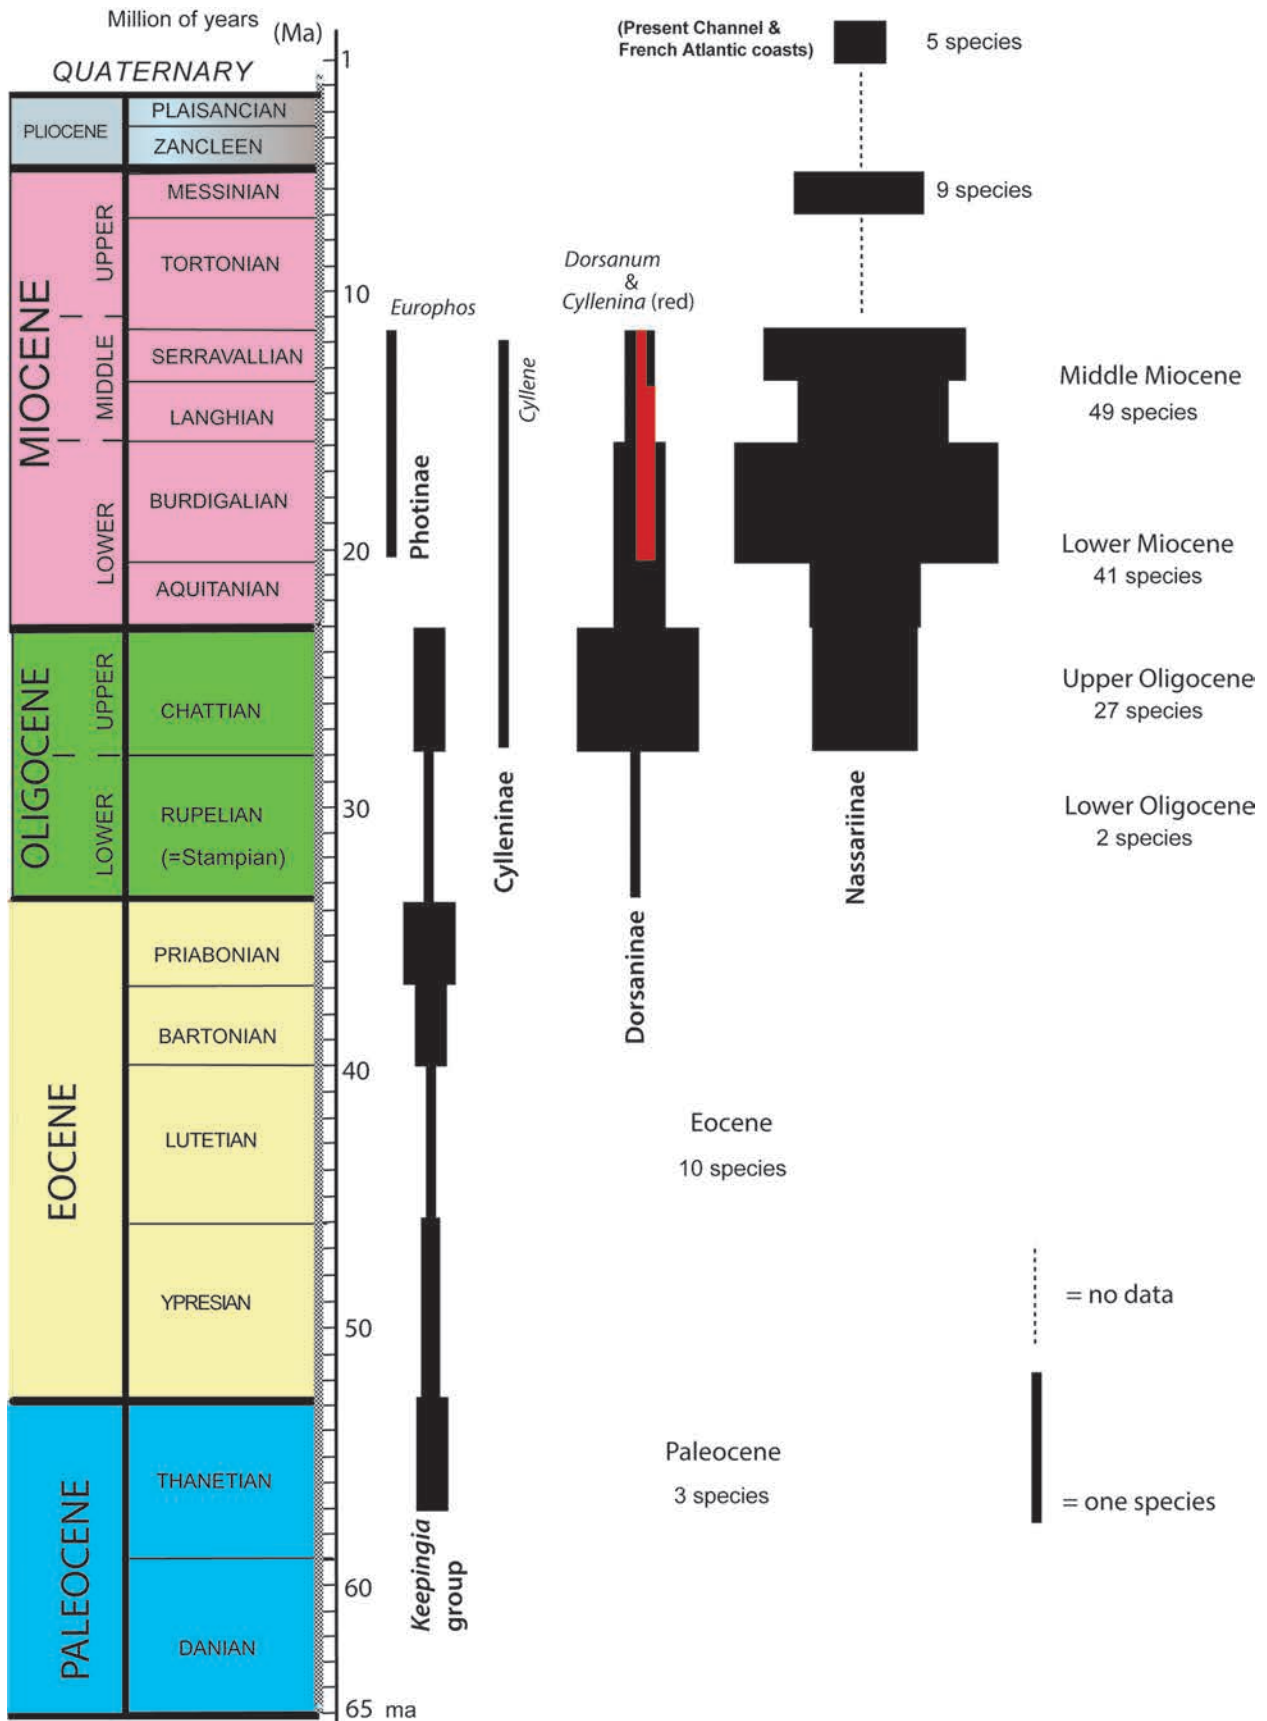 Million of years
(Ma)
QUATERNARY
1
(Present Channel &
French Atlantic coasts)
5 species
PLIOCENE
PLAISANCIAN
ZANCLEEN
MIOCENE
UPPER
MIDDLE
LOWER
MESSINIAN
TORTONIAN
SERRAVALLIAN
LANGHIAN
BURDIGALIAN
AQUITANIAN
9 species
10
Europhos
Dorsanum
&
Cyllenina (red)
Cyllene
Photinae
Middle Miocene
49 species
20
Lower Miocene
41 species
OLIGOCENE
UPPER
LOWER
CHATTIAN
RUPELIAN
(=Stampian)
Upper Oligocene
27 species
30
Cylleninae
Dorsaninae
Nassariinae
Lower Oligocene
2 species
EOCENE
PRIABONIAN
BARTONIAN
LUTETIAN
YPRESIAN
40
Eocene
10 species
50
= no data
PALEOCENE
THANETIAN
DANIAN
Paleocene
3 species
= one species
Keepingia
group
60
65 ma